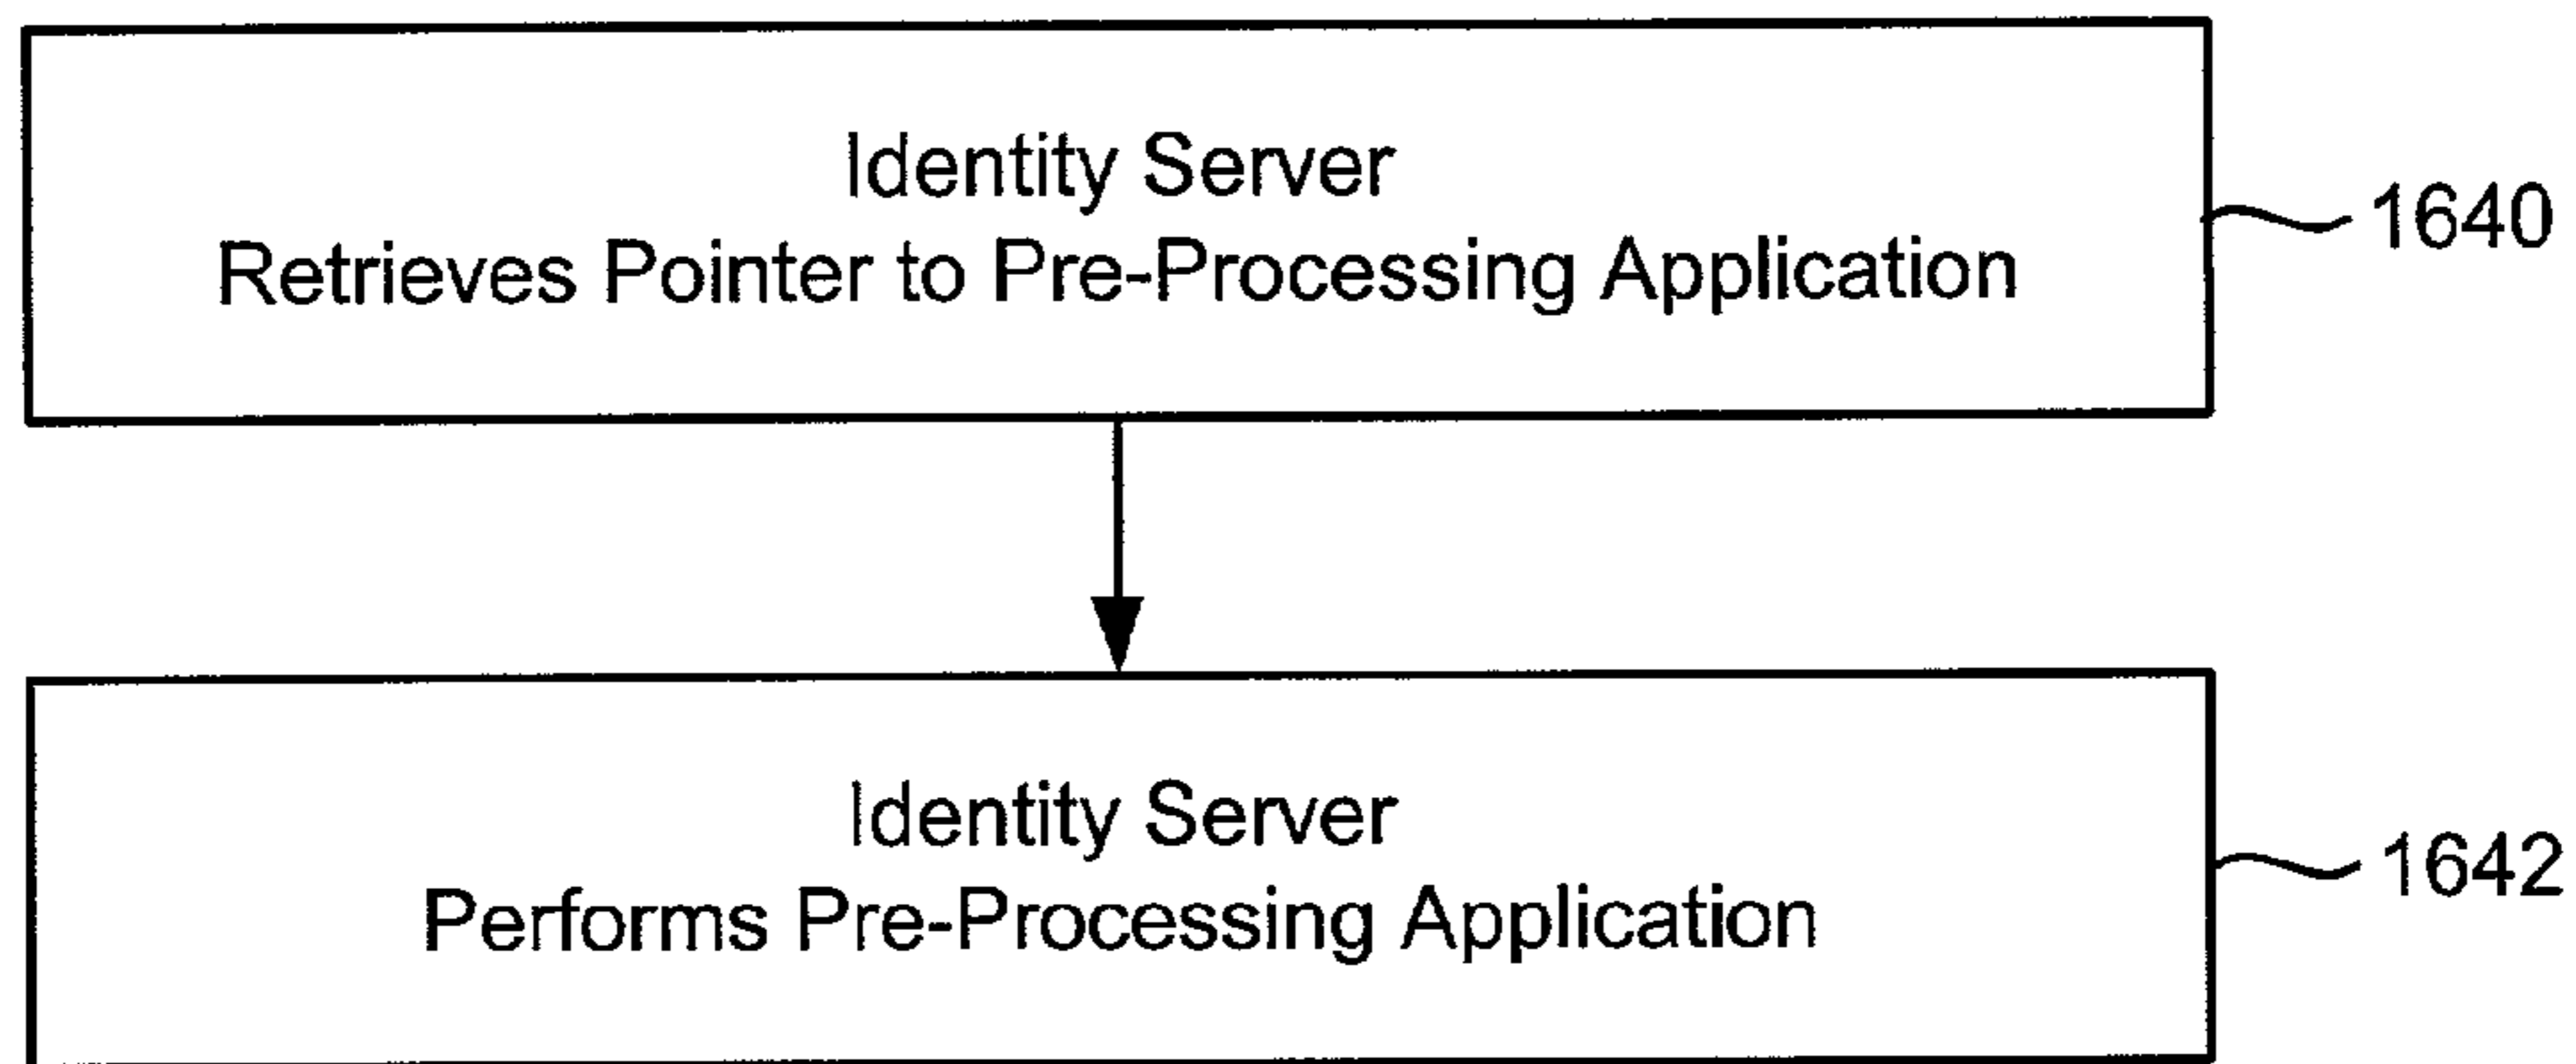 Identity Server
Retrieves Pointer to Pre-Processing Application
1640
Identity Server
Performs Pre-Processing Application
1642